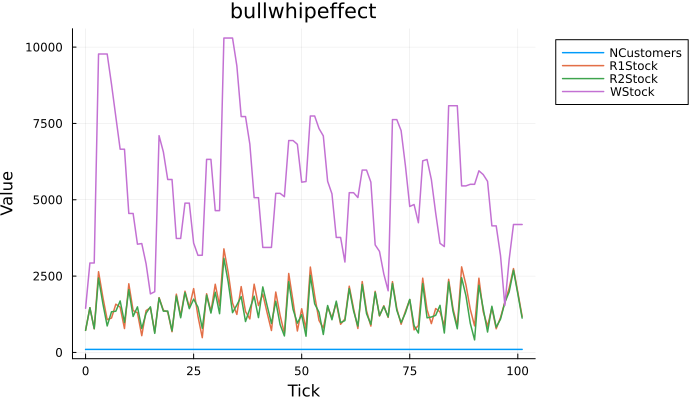 bullwhipeffect
NCustomers
R1Stock
R2Stock
WStock
10000
7500
5000
2500
0
Value
0 25 50 75 100
Tick